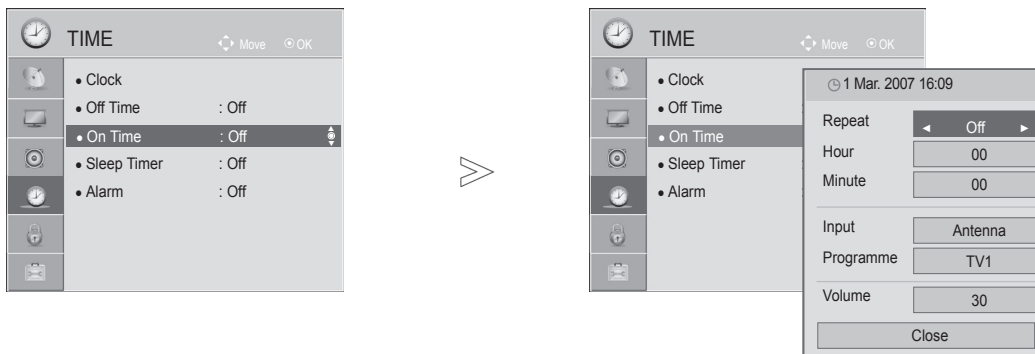 TIME
Move OK
• Clock
• Off Time : Off
• On Time : Off
• Sleep Timer : Off
• Alarm : Off
TIME
Move OK
• Clock
• Off Time
• On Time
• Sleep Timer
• Alarm
1 Mar. 2007 16:09
Repeat ◄ Off ►
Hour 00
Minute 00
Input Antenna
Programme TV1
Volume 30
Close